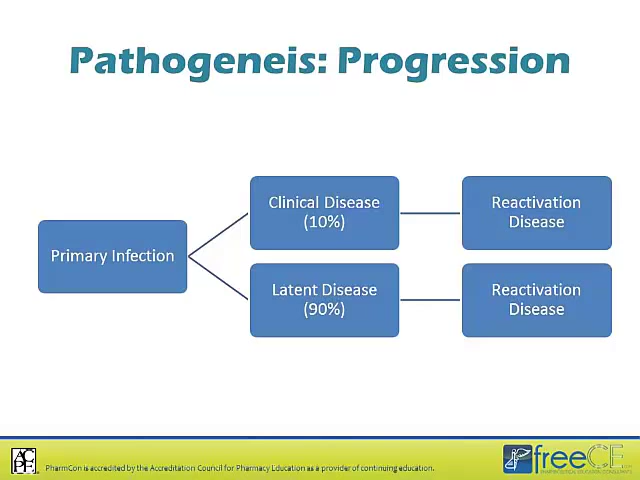 Pathogeneis: Progression
Primary Infection
Clinical Disease
(10%)
Reactivation
Disease
Latent Disease
(90%)
Reactivation
Disease
PharmCon is accredited by the Accreditation Council for Pharmacy Education as a provider of continuing education.
freeCE